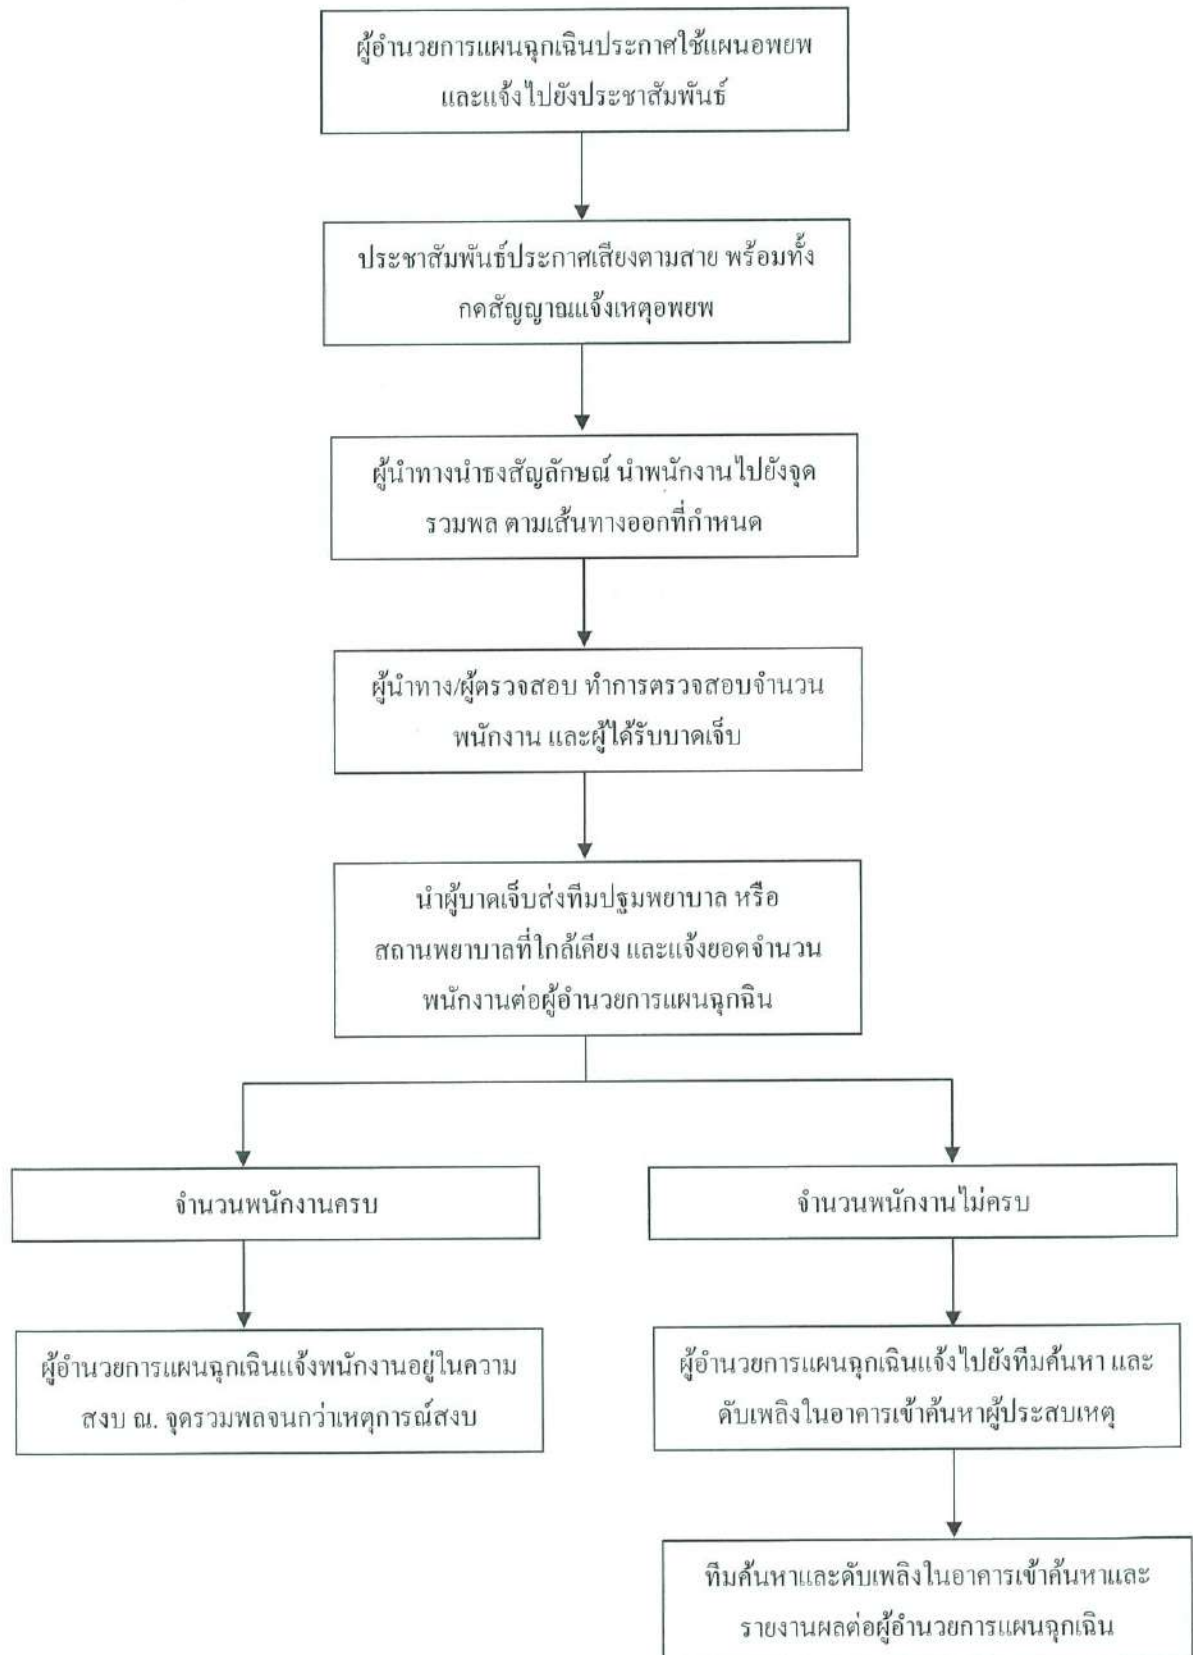 ผู้อำนวยการแผนฉุกเฉินประกาศใช้แผนอพยพ
และแจ้งไปยังประชาสัมพันธ์
ประชาสัมพันธ์ประกาศเสียงตามสาย พร้อมทั้ง
กดสัญญาณแจ้งเหตุอพยพ
ผู้นำทางนำธงสัญลักษณ์ นำพนักงานไปยังจุด
รวมพล ตามเส้นทางออกที่กำหนด
ผู้นำทาง/ผู้ตรวจสอบ ทำการตรวจสอบจำนวน
พนักงาน และผู้ได้รับบาดเจ็บ
นำผู้บาดเจ็บส่งทีมปฐมพยาบาล หรือ
สถานพยาบาลที่ใกล้เคียง และแจ้งยอดจำนวน
พนักงานต่อผู้อำนวยการแผนฉุกฉิน
จำนวนพนักงานครบ
จำนวนพนักงานไม่ครบ
ผู้อำนวยการแผนฉุกเฉินแจ้งพนักงานอยู่ในความ
สงบ ณ. จุดรวมพลจนกว่าเหตุการณ์สงบ
ผู้อำนวยการแผนฉุกเฉินแจ้งไปยังทีมค้นหา และ
ดับเพลิงในอาคารเข้าค้นหาผู้ประสบเหตุ
ทีมค้นหาและดับเพลิงในอาคารเข้าค้นหาและ
รายงานผลต่อผู้อำนวยการแผนฉุกเฉิน